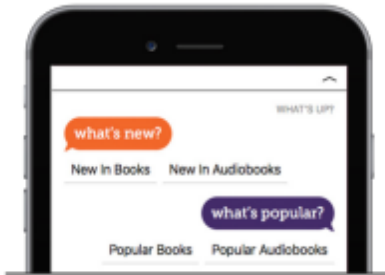 WHAT'S UP?
what's new?
New In Books New In Audiobooks
what's popular?
Popular Books Popular Audiobooks